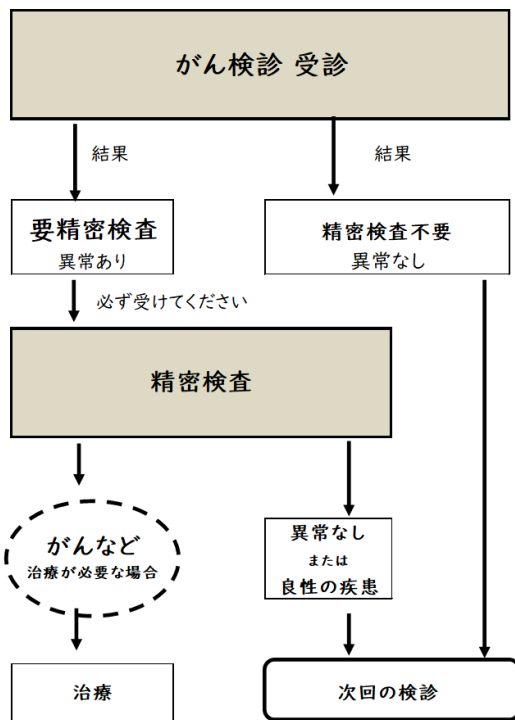 がん検診 受診
結果
結果
要精密検査
異常あり
精密検査不要
異常なし
必ず受けてください
精密検査
がんなど
治療が必要な場合
異常なし
または
良性の疾患
治療
次回の検診